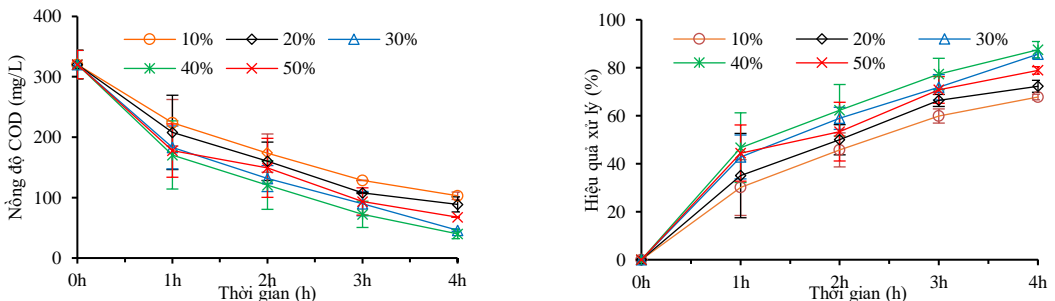 Nồng độ COD (mg/L)
400
300
200
100
0
10% 20% 30%
40% 50%
0h 1h 2h 3h 4h
Thời gian (h)
Hiệu quả xử lý (%)
100
80
60
40
20
0
10% 20% 30%
40% 50%
0h 1h 2h 3h 4h
Thời gian (h)